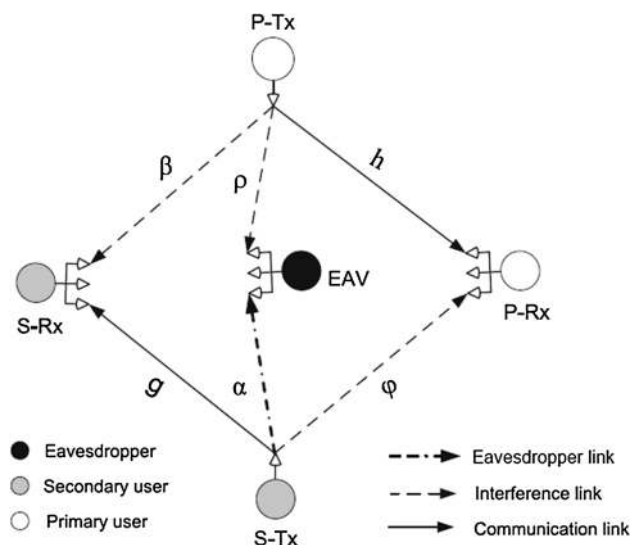 P-Tx
β
ρ
h
EAV
S-Rx
P-Rx
g
α
φ
Eavesdropper
Secondary user
Primary user
S-Tx
Eavesdropper link
Interference link
Communication link